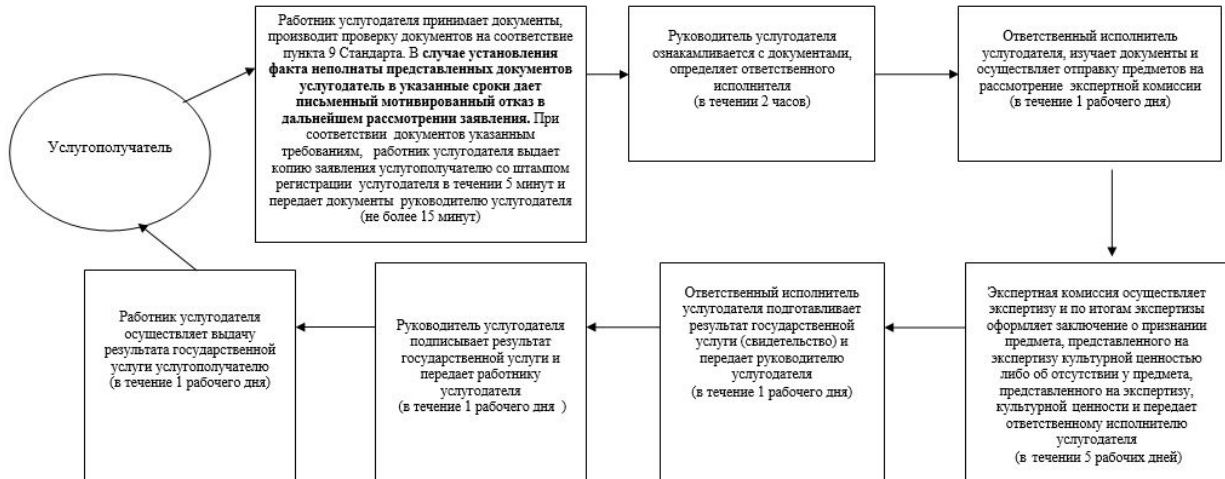 Услугополучатель
Работник услугодателя принимает документы,
производит проверку документов на соответствие
пункта 9 Стандарта. В случае установления
факта неполнаты представленных документов
услугодатель в указанные сроки дает
письменный мотивированный отказ в
дальнейшем рассмотрении заявления. При
соответствии документов указанным
требованиям, работник услугодателя выдает
копию заявления услугополучателю со штампом
регистрации услугодателя в течении 5 минут и
передает документы руководителю услугодателя
(не более 15 минут)
Руководитель услугодателя
ознакамливается с документами,
определяет ответственного
исполнителя
(в течении 2 часов)
Ответственный исполнитель
услугодателя, изучает документы и
осуществляет отправку предметов на
рассмотрение экспертной комиссии
(в течение 1 рабочего дня)
Экспертная комиссия осуществляет
экспертизу и по итогам экспертизы
оформляет заключение о признании
предмета, представленного на
экспертизу культурной ценностью
либо об отсутствии у предмета,
представленного на экспертизу,
культурной ценности и передает
ответственному исполнителю
услугодателя
(в течении 5 рабочих дней)
Ответственный исполнитель
услугодателя подготавливает
результат государственной
услуги (свидетельство) и
передает руководителю
услугодателя
(в течение 1 рабочего дня)
Руководитель услугодателя
подписывает результат
государственной услуги и
передает работнику
услугодателя
(в течение 1 рабочего дня )
Работник услугодателя
осуществляет выдачу
результата государственной
услуги услугополучателю
(в течение 1 рабочего дня)